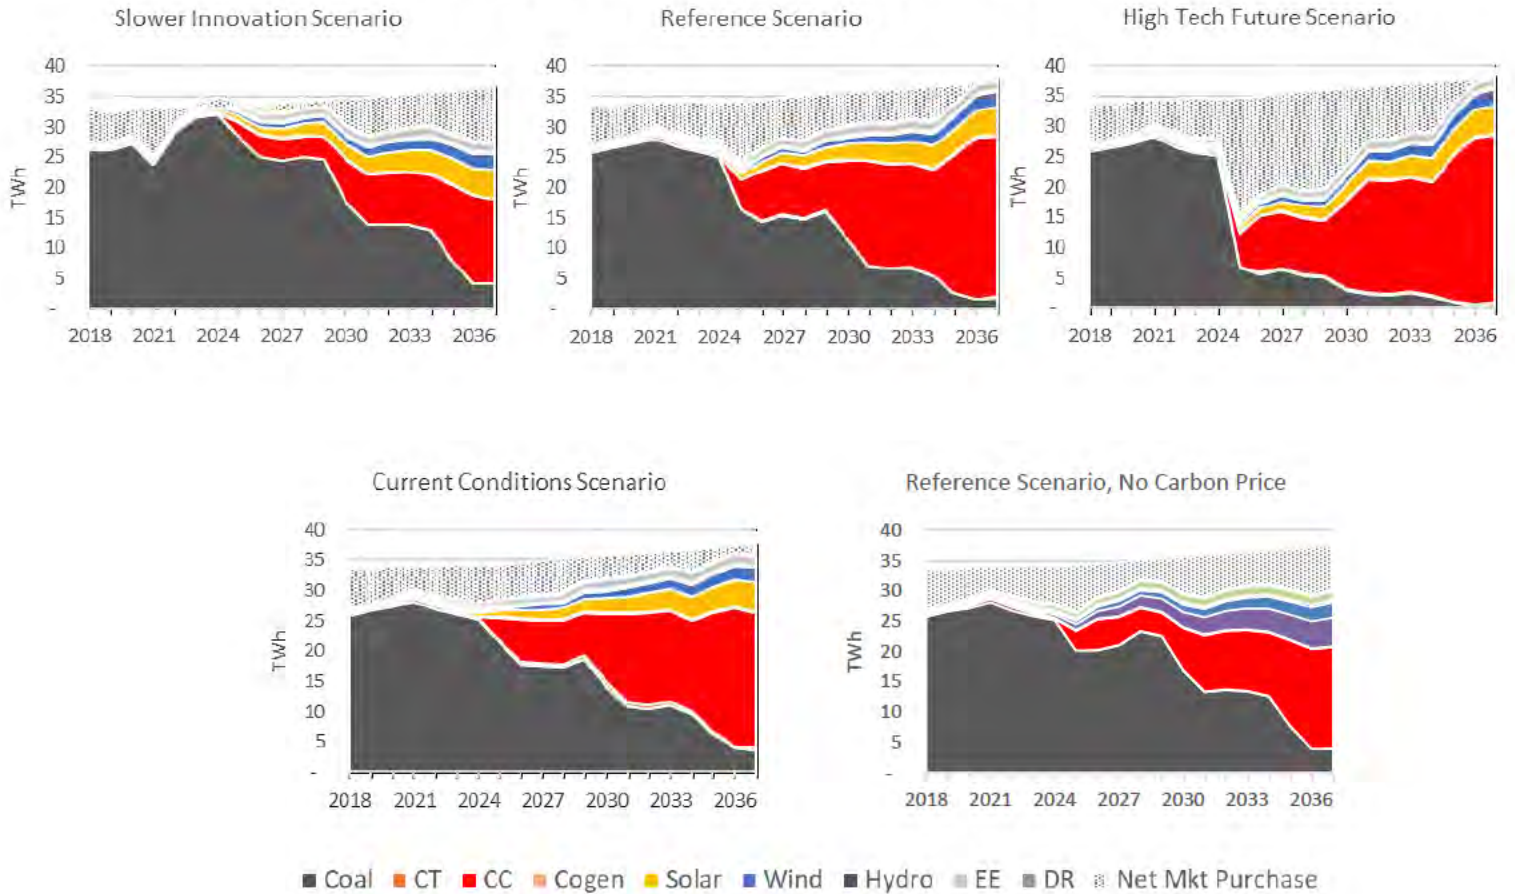 Slower Innovation Scenario
Reference Scenario
High Tech Future Scenario
40
35
30
25
20
15
10
5
-
TWh
2018 2021 2024 2027 2030 2033 2036
40
35
30
25
20
15
10
5
-
TWh
2018 2021 2024 2027 2030 2033 2036
40
35
30
25
20
15
10
5
-
TWh
2018 2021 2024 2027 2030 2033 2036
Current Conditions Scenario
Reference Scenario, No Carbon Price
40
35
30
25
20
15
10
5
-
TWh
2018 2021 2024 2027 2030 2033 2036
40
35
30
25
20
15
10
5
-
TWh
2018 2021 2024 2027 2030 2033 2036
Coal CT CC Cogen Solar Wind Hydro EE DR Net Mkt Purchase